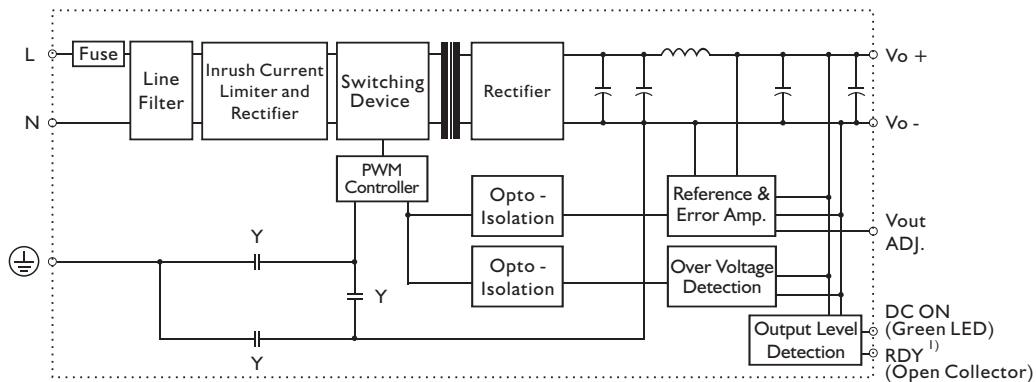 L
Fuse
Line
Filter
Inrush Current
Limiter and
Rectifier
Switching
Device
Rectifier
Vo +
N
Vo -
PWM
Controller
Opto -
Isolation
Reference &
Error Amp.
Vout
ADJ.
Y
Y
Y
Opto -
Isolation
Over Voltage
Detection
Output Level
Detection
DC ON
(Green LED)
RDY 1)
(Open Collector)